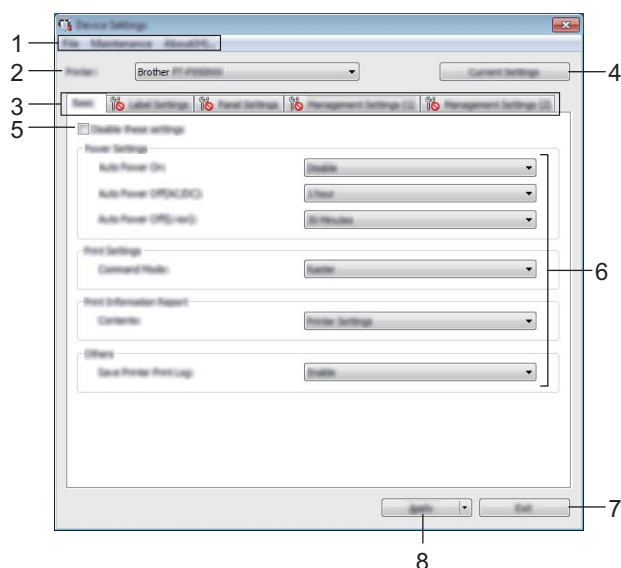 Device Settings
1
File Maintenance About(H)...
2
Printer:
Brother
Current Settings
4
3
Basic
Label Settings
Panel Settings
Management Settings (1)
Management Settings (2)
5
Disable these settings
Power Settings
Auto Power On:
Disable
Auto Power Off(AC/DC):
1 hour
Auto Power Off(Li-ion):
30 Minutes
Print Settings
Command Mode:
Raster
6
Print Information Report
Contents:
Printer Settings
Others
Save Printer Print Log:
Enable
Apply
Exit
7
8